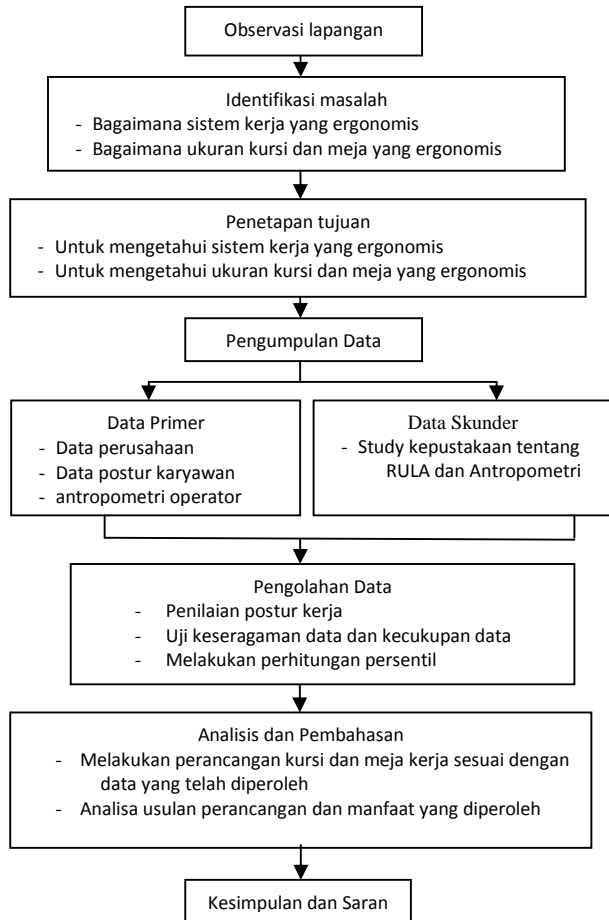 Observasi lapangan
Identifikasi masalah
- Bagaimana sistem kerja yang ergonomis
- Bagaimana ukuran kursi dan meja yang ergonomis
Penetapan tujuan
- Untuk mengetahui sistem kerja yang ergonomis
- Untuk mengetahui ukuran kursi dan meja yang ergonomis
Pengumpulan Data
Data Primer
- Data perusahaan
- Data postur karyawan
- antropometri operator
Data Skunder
- Study kepustakaan tentang
RULA dan Antropometri
Pengolahan Data
- Penilaian postur kerja
- Uji keseragaman data dan kecukupan data
- Melakukan perhitungan persentil
Analisis dan Pembahasan
- Melakukan perancangan kursi dan meja kerja sesuai dengan
data yang telah diperoleh
- Analisa usulan perancangan dan manfaat yang diperoleh
Kesimpulan dan Saran